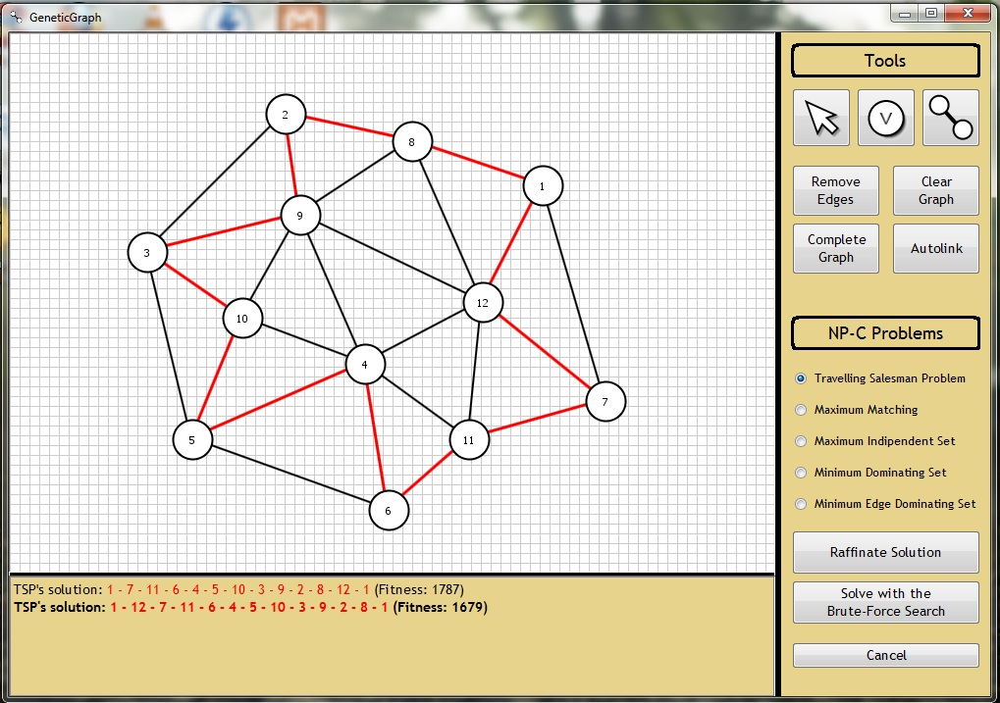 GeneticGraph
Tools
V
Remove
Edges
Clear
Graph
Complete
Graph
Autolink
NP-C Problems
Travelling Salesman Problem
Maximum Matching
Maximum Indipendent Set
Minimum Dominating Set
Minimum Edge Dominating Set
Raffinate Solution
Solve with the
Brute-Force Search
Cancel
2
8
1
9
3
12
10
4
7
5
11
6
TSP's solution: 1 - 7 - 11 - 6 - 4 - 5 - 10 - 3 - 9 - 2 - 8 - 12 - 1 (Fitness: 1787)
TSP's solution: 1 - 12 - 7 - 11 - 6 - 4 - 5 - 10 - 3 - 9 - 2 - 8 - 1 (Fitness: 1679)